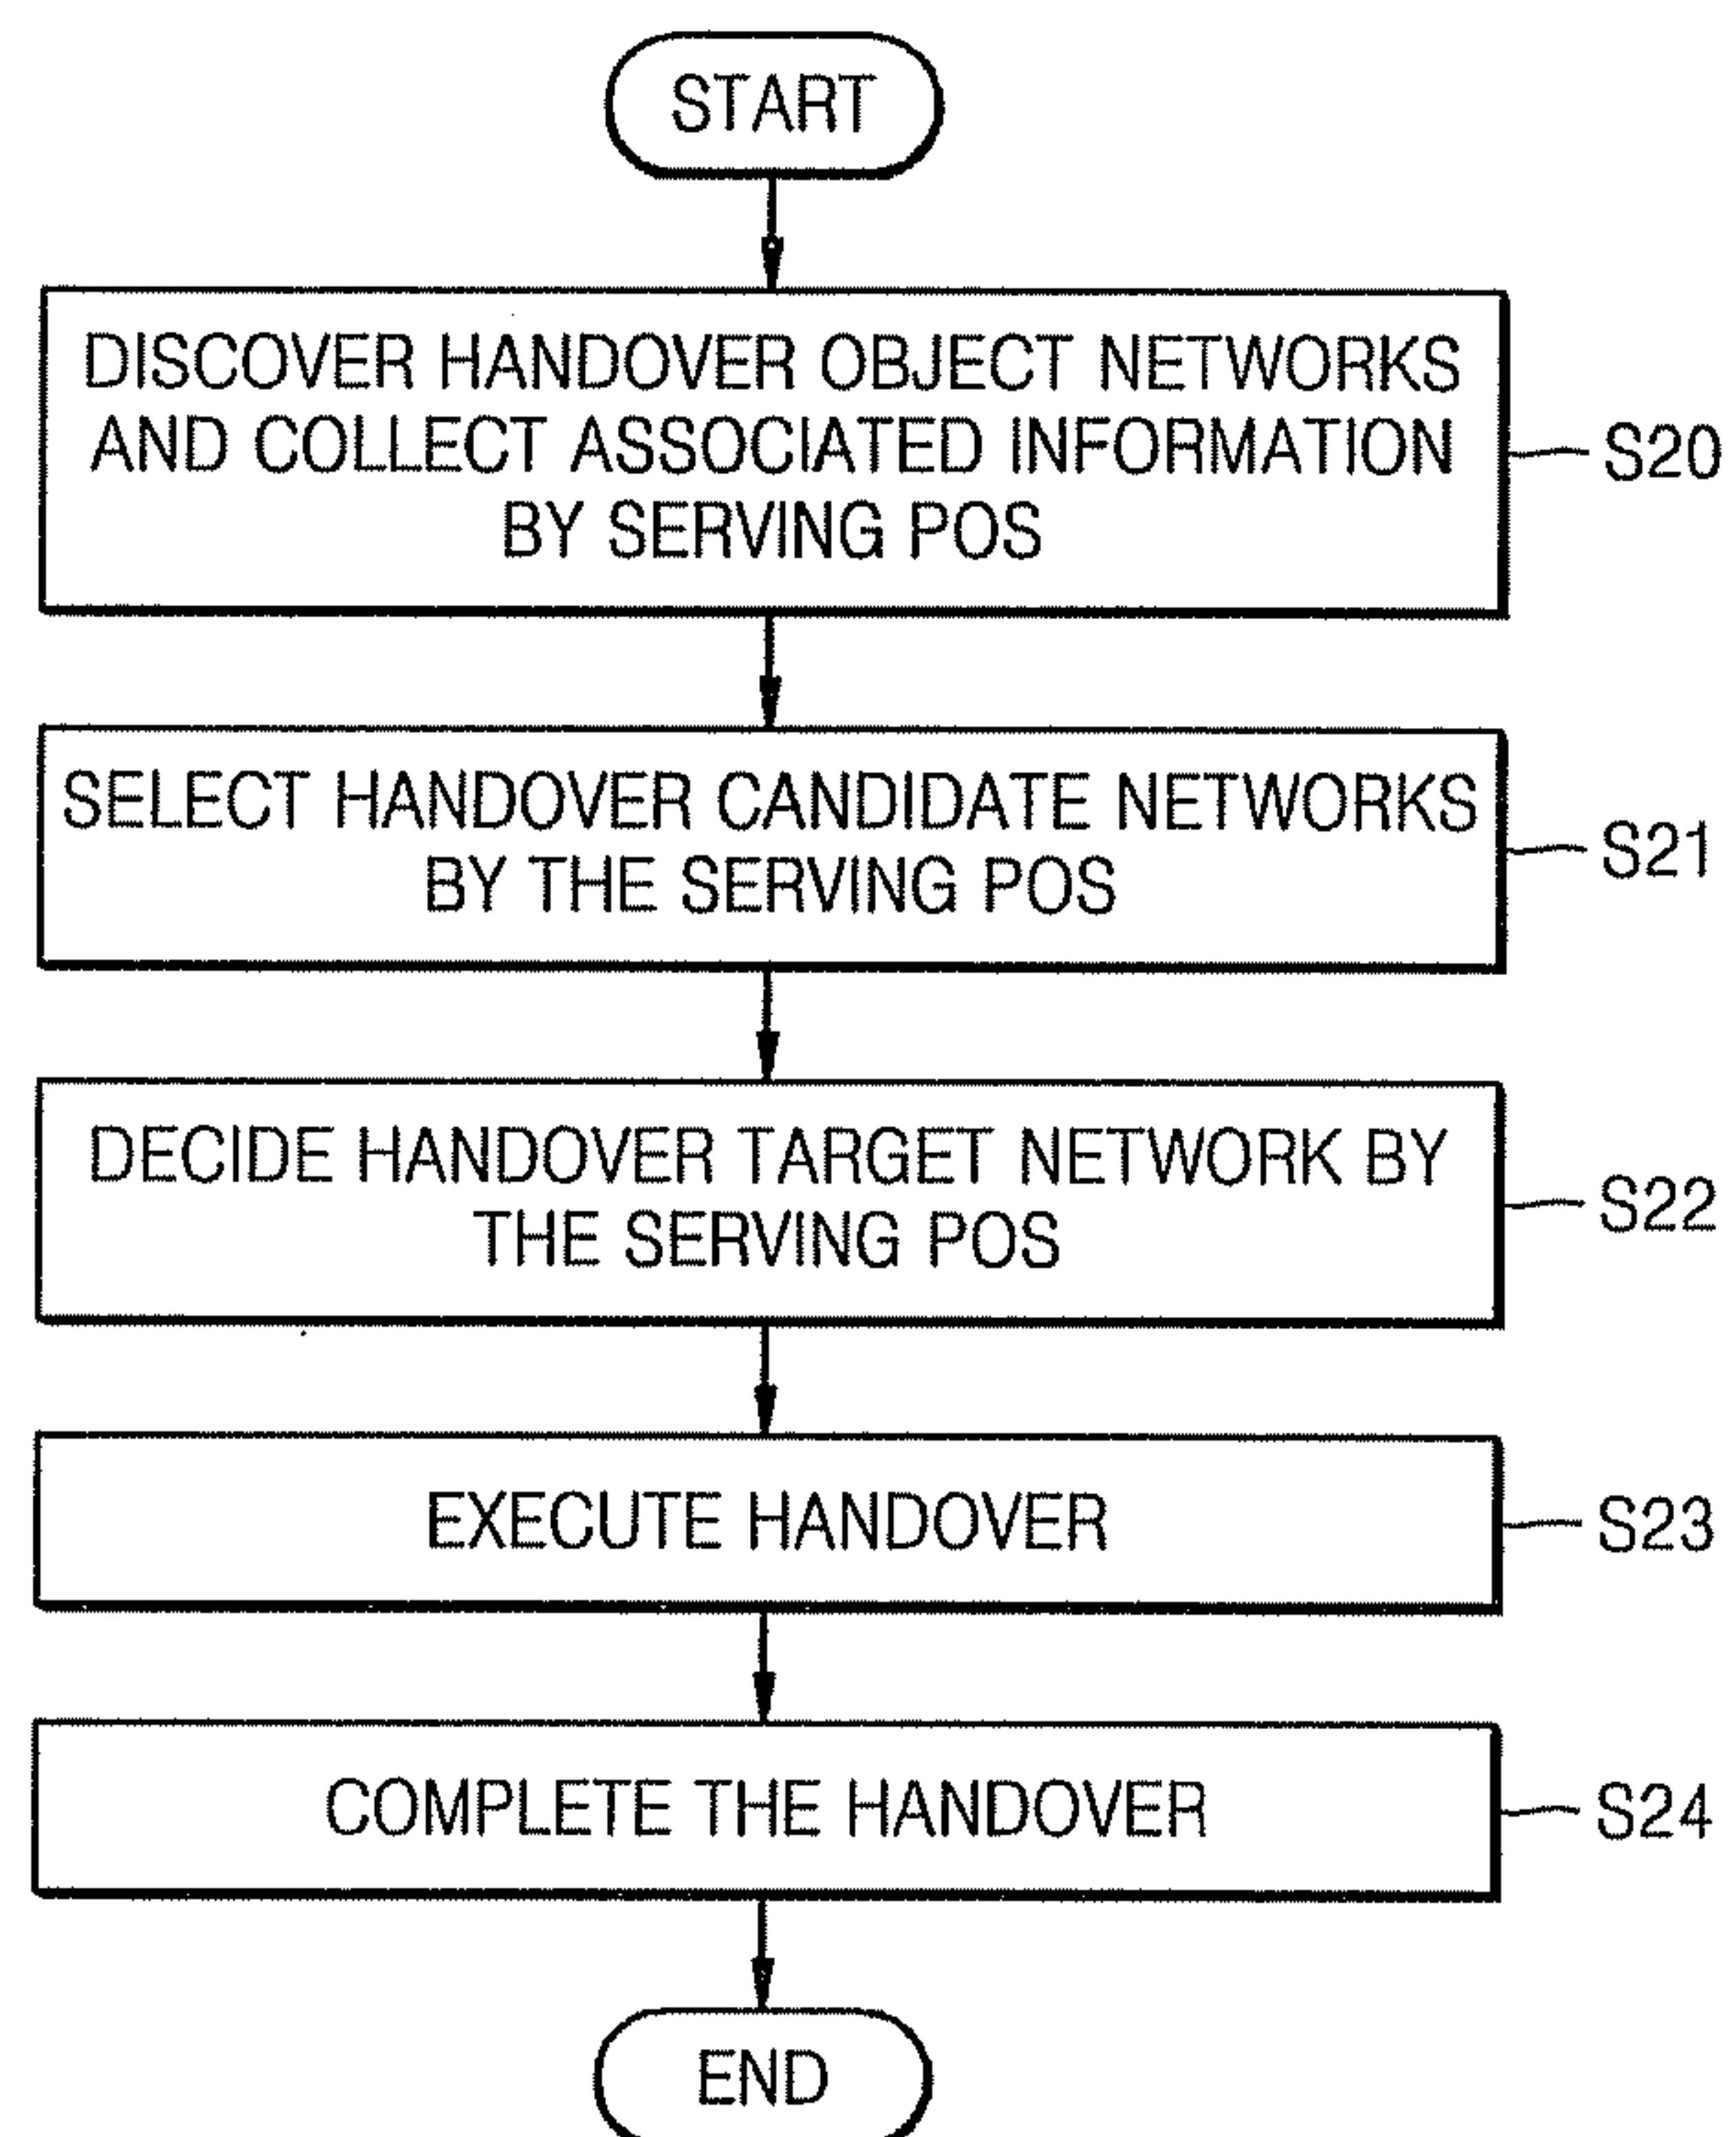 START
DISCOVER HANDOVER OBJECT NETWORKS
AND COLLECT ASSOCIATED INFORMATION
BY SERVING POS
S20
SELECT HANDOVER CANDIDATE NETWORKS
BY THE SERVING POS
S21
DECIDE HANDOVER TARGET NETWORK BY
THE SERVING POS
S22
EXECUTE HANDOVER
S23
COMPLETE THE HANDOVER
S24
END